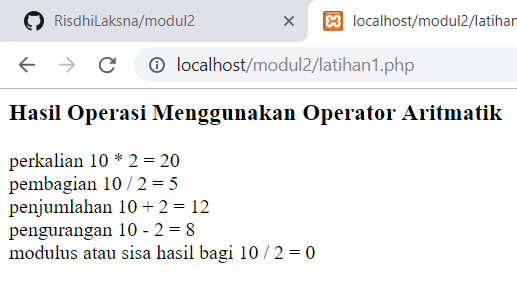 RisdhiLaksna/modul2
localhost/modul2/latihan
localhost/modul2/latihan1.php
Hasil Operasi Menggunakan Operator Aritmatik
perkalian 10 * 2 = 20
pembagian 10 / 2 = 5
penjumlahan 10 + 2 = 12
pengurangan 10 - 2 = 8
modulus atau sisa hasil bagi 10 / 2 = 0